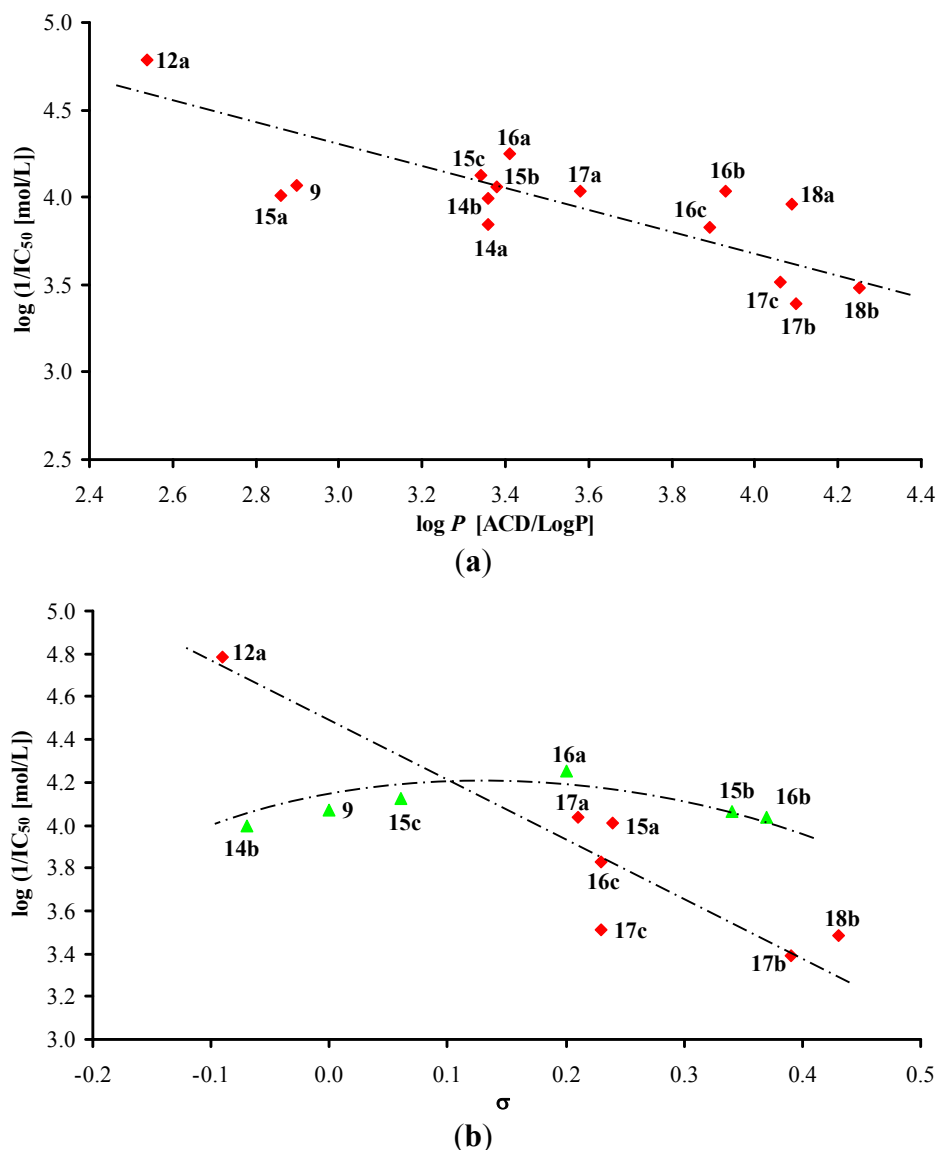 (a)
5.0
12a
4.5
16a
15c
15b
17a
16b
18a
4.0
9
15a
14b
14a
16c
3.5
17c
17b
18b
3.0
2.5
log (1/IC50 [mol/L])
2.4 2.6 2.8 3.0 3.2 3.4 3.6 3.8 4.0 4.2 4.4
log P [ACD/LogP]
(a)
5.0
4.8
12a
4.6
4.4
16a
4.2
17a
15b
16b
9
15c
15a
4.0
14b
3.8
16c
3.6
17c
18b
3.4
17b
3.2
3.0
log (1/IC50 [mol/L])
-0.2 -0.1 0.0 0.1 0.2 0.3 0.4 0.5
σ
(b)